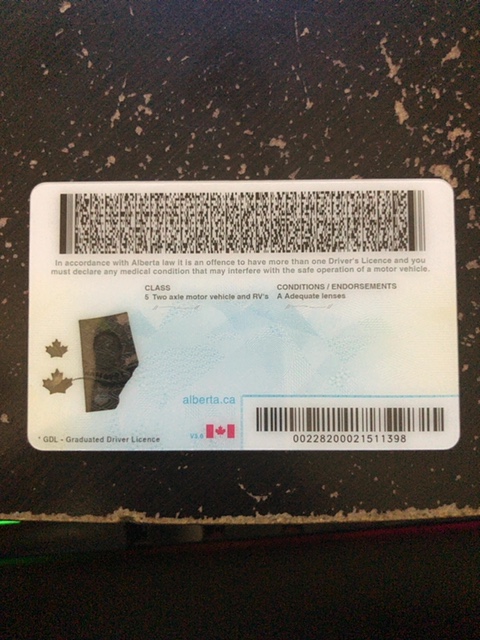 In accordance with Alberta law it is an offence to have more than one Driver's Licence and you
must declare any medical condition that may interfere with the safe operation of a motor vehicle.
CLASS
5 Two axle motor vehicle and RV's
CONDITIONS / ENDORSEMENTS
A Adequate lenses
alberta.ca
* GDL - Graduated Driver Licence
V3.6
00228200021511398